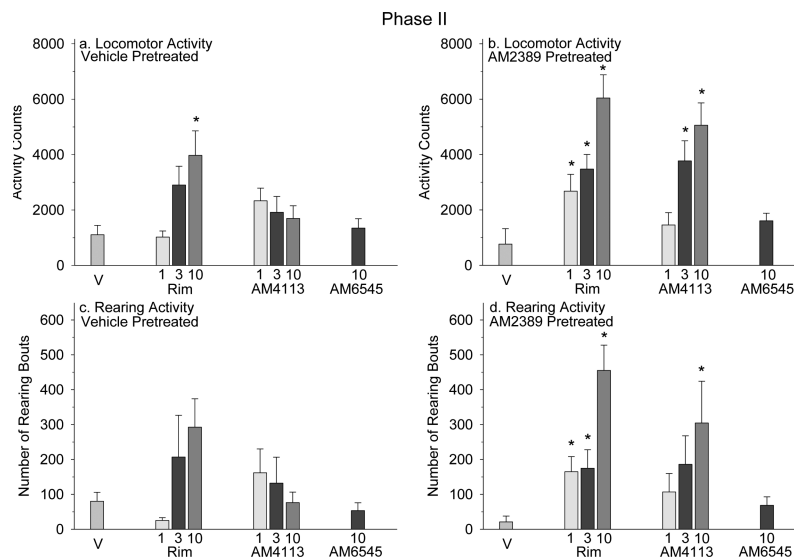 Phase II
a. Locomotor Activity
Vehicle Pretreated
Activity Counts
8000
6000
4000
2000
0
*
V
1 3 10
Rim
1 3 10
AM4113
10
AM6545
b. Locomotor Activity
AM2389 Pretreated
Activity Counts
8000
6000
4000
2000
0
* * * * *
V
1 3 10
Rim
1 3 10
AM4113
10
AM6545
c. Rearing Activity
Vehicle Pretreated
Number of Rearing Bouts
600
500
400
300
200
100
0
V
1 3 10
Rim
1 3 10
AM4113
10
AM6545
d. Rearing Activity
AM2389 Pretreated
Number of Rearing Bouts
600
500
400
300
200
100
0
* * * *
V
1 3 10
Rim
1 3 10
AM4113
10
AM6545